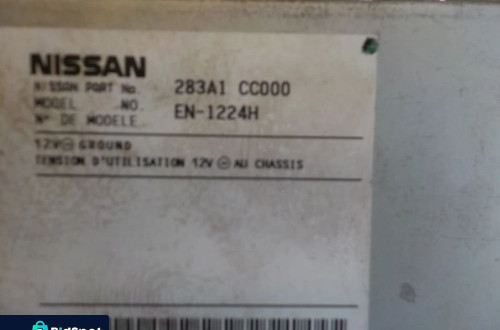 NISSAN
NISSAN PART No. 283A1 CC000
MODEL NO. EN-1224H
N° DE MODELE
12V ⊖ GROUND
TENSION D'UTILISATION 12V ⊖ AU CHASSIS
BidSpot